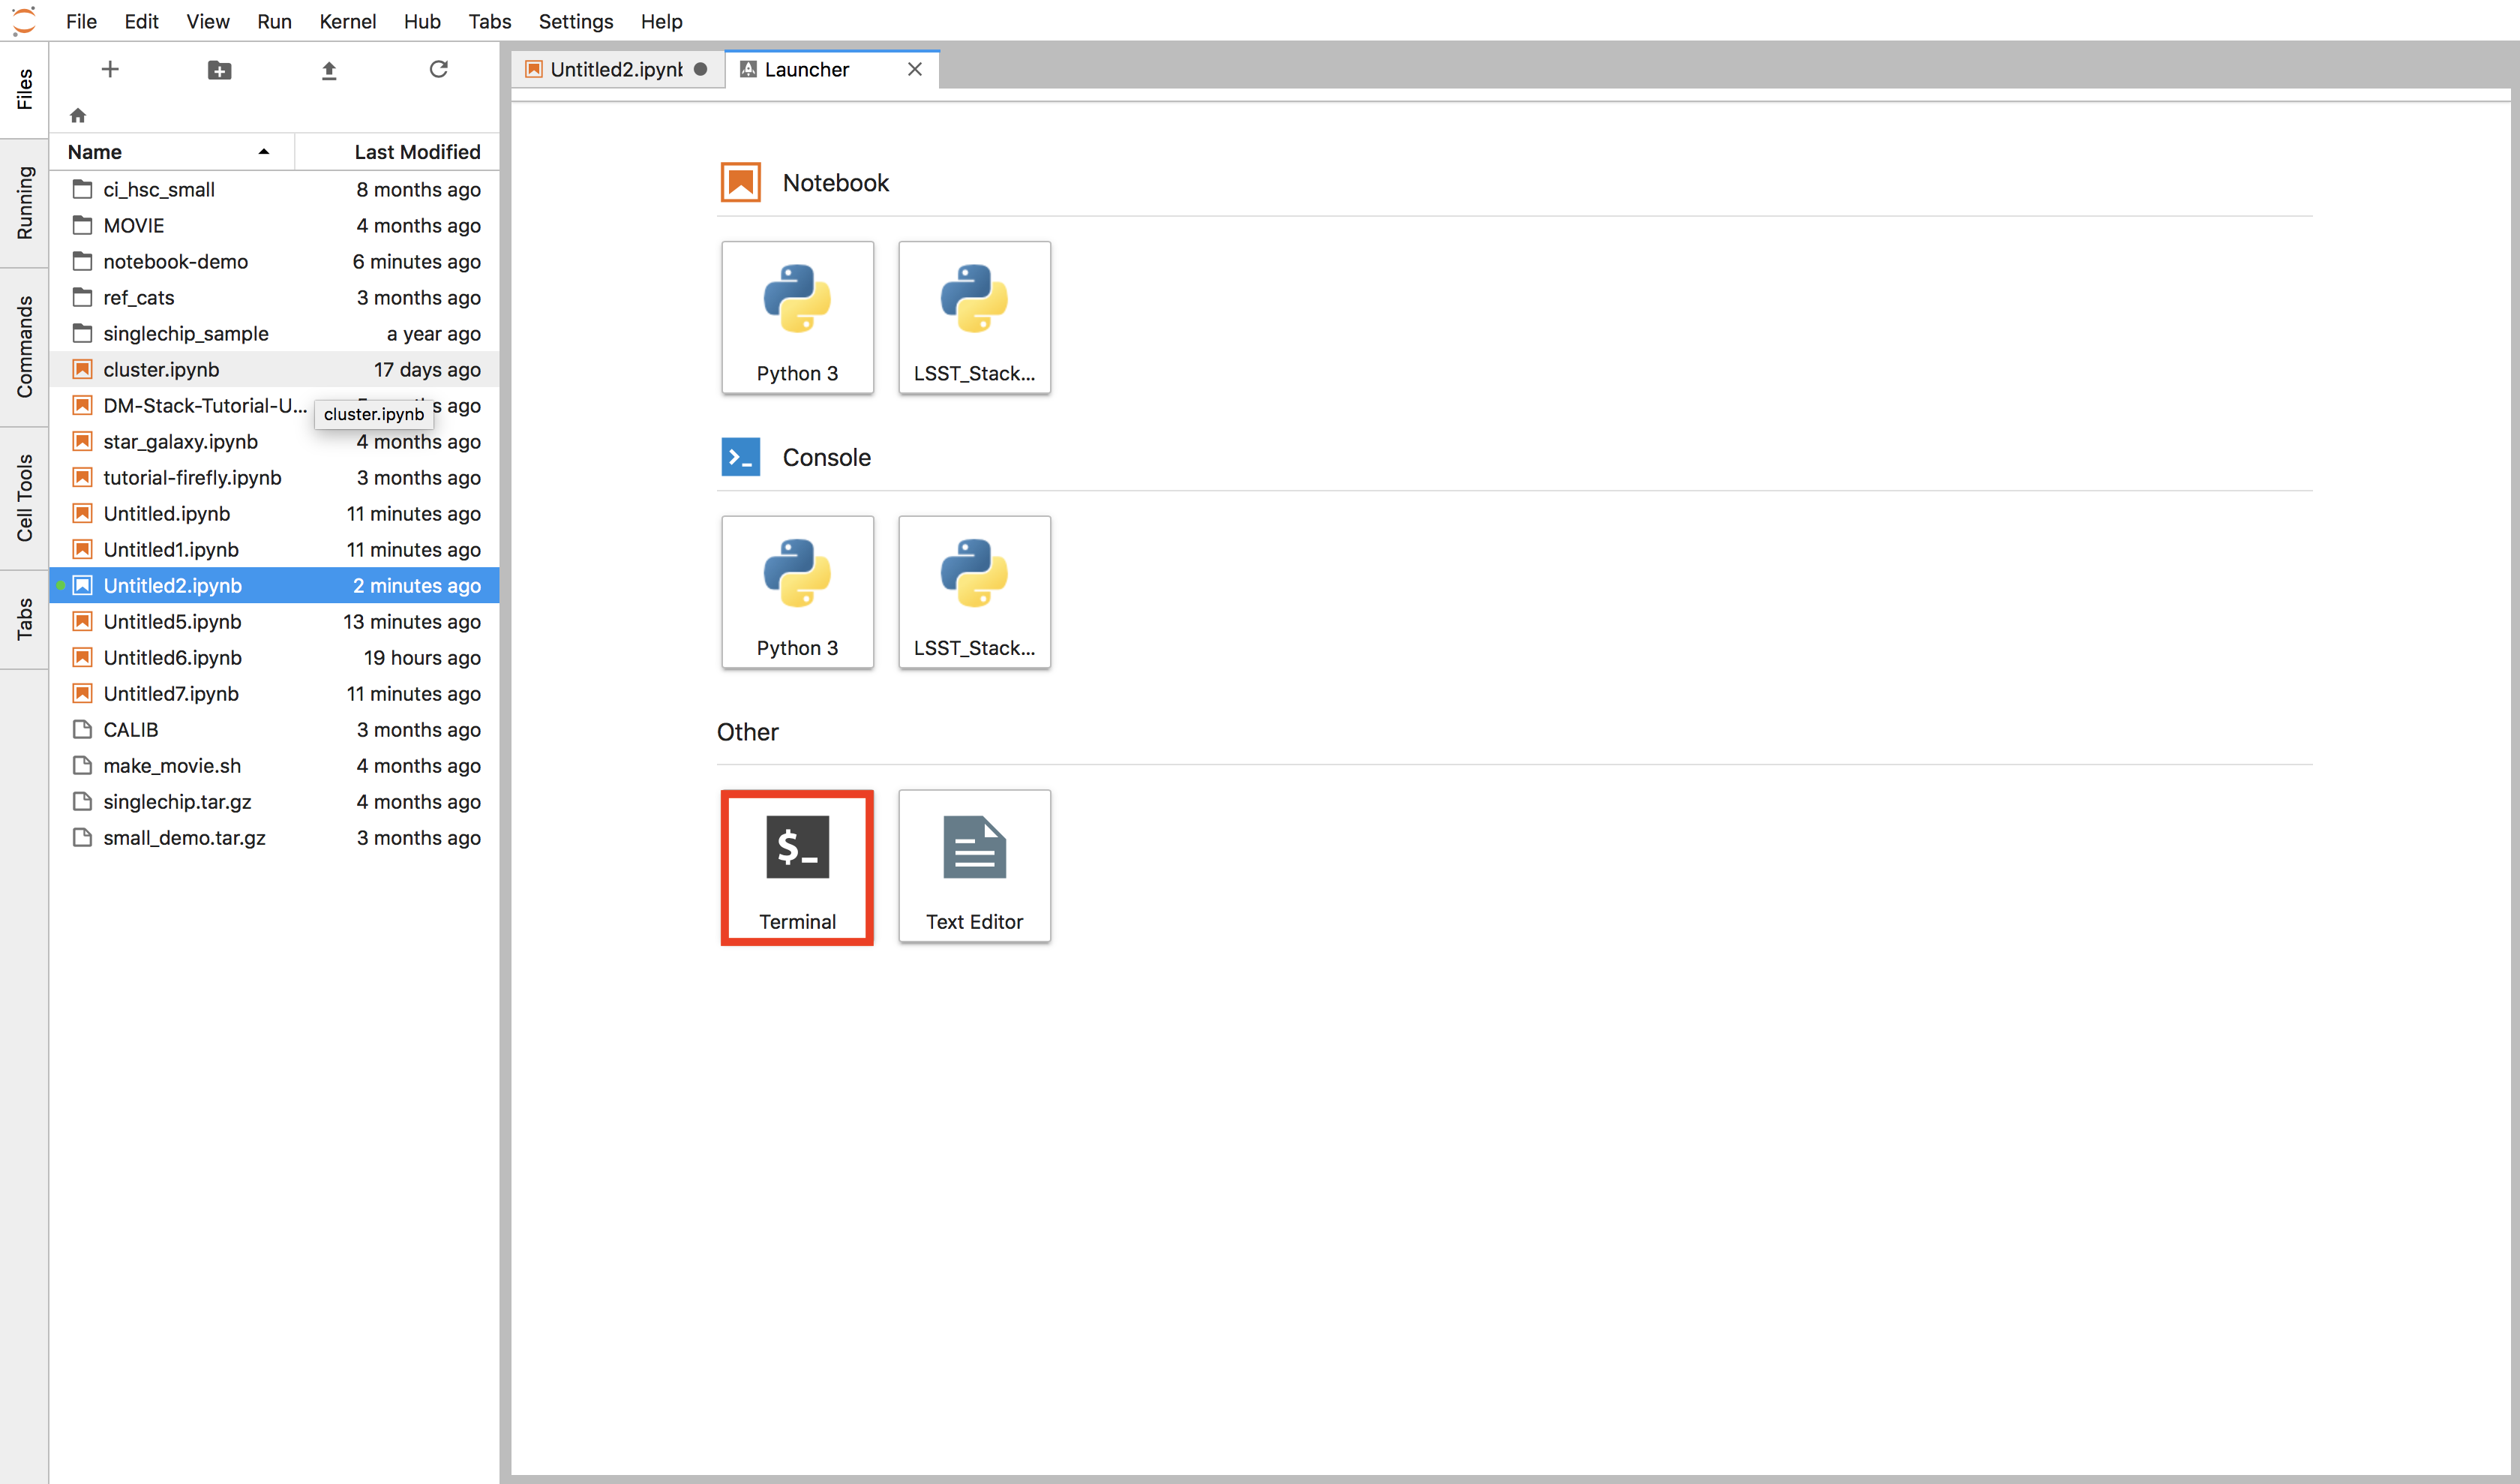 File Edit View Run Kernel Hub Tabs Settings Help
Files
Running
Commands
Cell Tools
Tabs
Name Last Modified
ci_hsc_small 8 months ago
MOVIE 4 months ago
notebook-demo 6 minutes ago
ref_cats 3 months ago
singlechip_sample a year ago
cluster.ipynb 17 days ago
DM-Stack-Tutorial-U... s ago
cluster.ipynb
star_galaxy.ipynb 4 months ago
tutorial-firefly.ipynb 3 months ago
Untitled.ipynb 11 minutes ago
Untitled1.ipynb 11 minutes ago
Untitled2.ipynb 2 minutes ago
Untitled5.ipynb 13 minutes ago
Untitled6.ipynb 19 hours ago
Untitled7.ipynb 11 minutes ago
CALIB 3 months ago
make_movie.sh 4 months ago
singlechip.tar.gz 4 months ago
small_demo.tar.gz 3 months ago
Untitled2.ipynb Launcher
Notebook
Python 3 LSST_Stack...
Console
>_
Python 3 LSST_Stack...
Other
$_
Terminal Text Editor